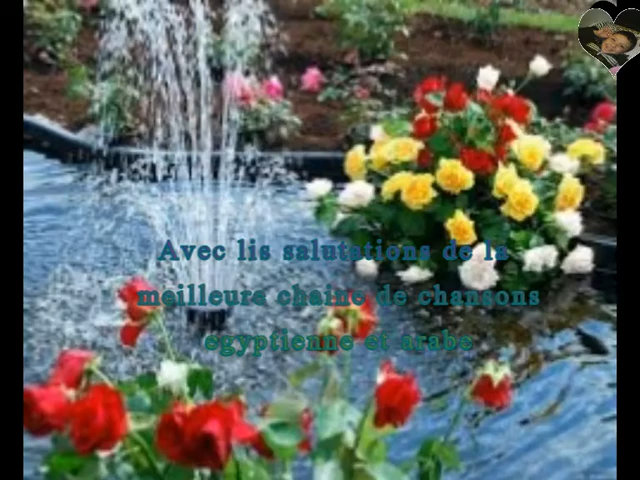 Avec lis salutations de la
meilleure chaine de chansons
egyptienne et arabe